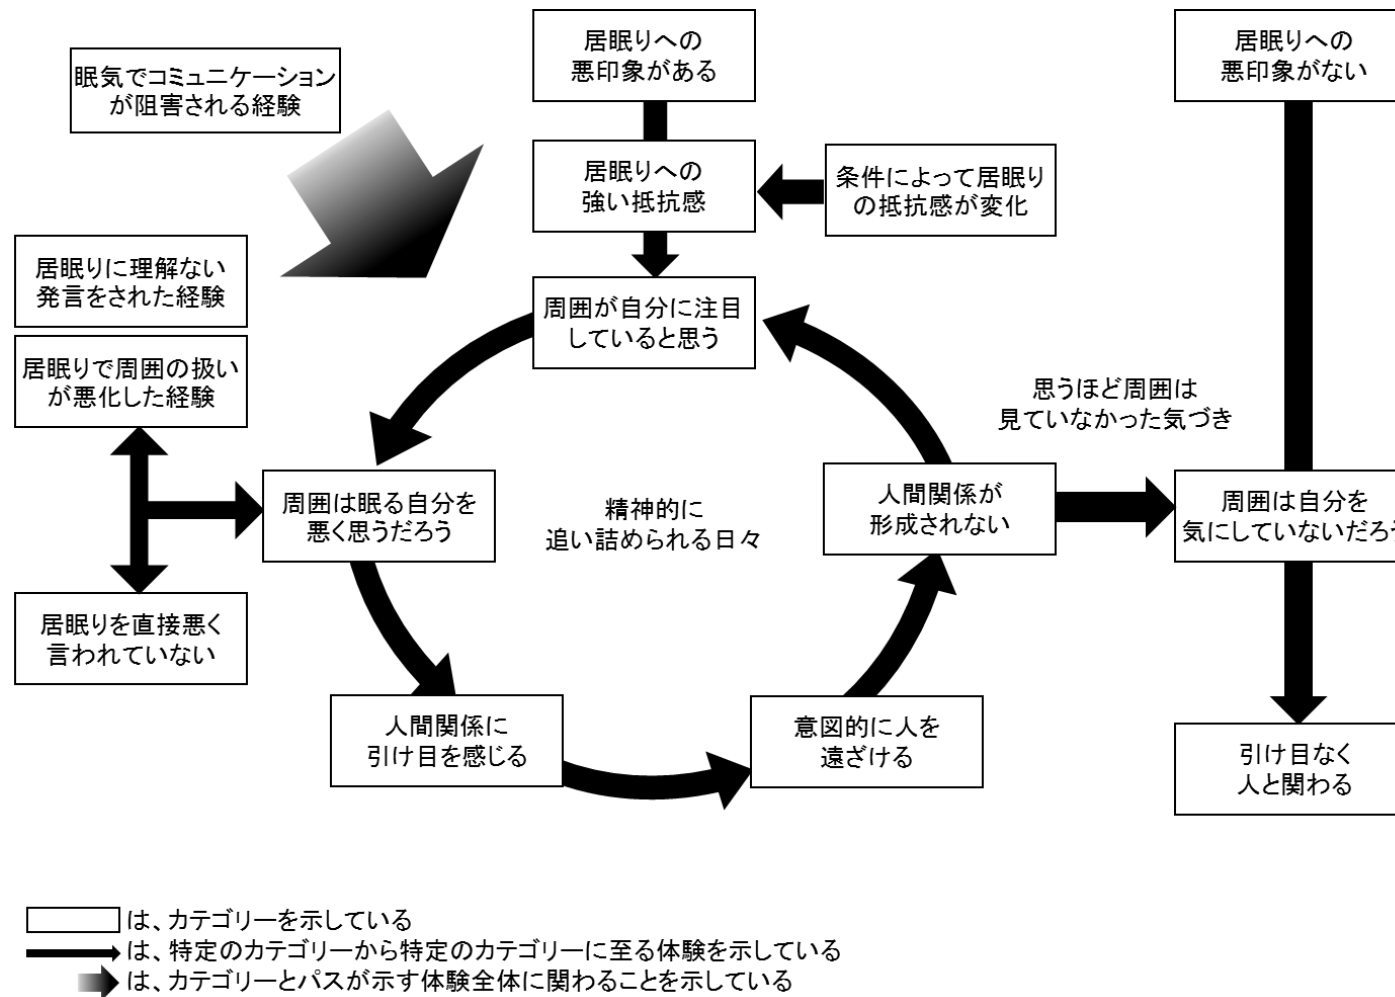 居眠りへの
悪印象がある
居眠りへの
悪印象がない
眠気でコミュニケーション
が阻害される経験
居眠りへの
強い抵抗感
条件によって居眠り
の抵抗感が変化
居眠りに理解ない
発言をされた経験
周囲が自分に注目
していると思う
居眠りで周囲の扱い
が悪化した経験
思うほど周囲は
見ていなかった気づき
周囲は眠る自分を
悪く思うだろう
精神的に
追い詰められる日々
人間関係が
形成されない
周囲は自分を
気にしていないだろう
居眠りを直接悪く
言われていない
人間関係に
引け目を感じる
意図的に人を
遠ざける
引け目なく
人と関わる
は、カテゴリーを示している
は、特定のカテゴリーから特定のカテゴリーに至る体験を示している
は、カテゴリーとパスが示す体験全体に関わることを示している